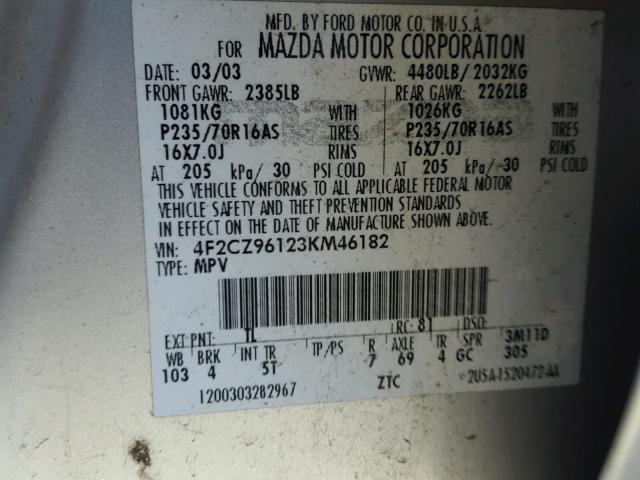 MFD. BY FORD MOTOR CO. IN U.S.A
FOR MAZDA MOTOR CORPORATION
DATE: 03/03 GVWR: 4480LB/ 2032KG
FRONT GAWR: 2385LB REAR GAWR: 2262LB
1081KG WITH 1026KG WITH
P235/70R16AS TIRES P235/70R16AS TIRES
16X7.0J RIMS 16X7.0J RIMS
AT 205 kPa/ 30 PSI COLD AT 205 kPa/ 30 PSI COLD
THIS VEHICLE CONFORMS TO ALL APPLICABLE FEDERAL MOTOR
VEHICLE SAFETY AND THEFT PREVENTION STANDARDS
IN EFFECT ON THE DATE OF MANUFACTURE SHOWN ABOVE.
VIN: 4F2CZ96123KM46182
TYPE: MPV
EXT PNT: TL RC: 81 DSO:
WB BRK INT TR TP/PS R AXLE TR SPR 3M11D
103 4 5T 7 69 4 GC 305
1200303282967 ZTC 2U5A-1520472-AA